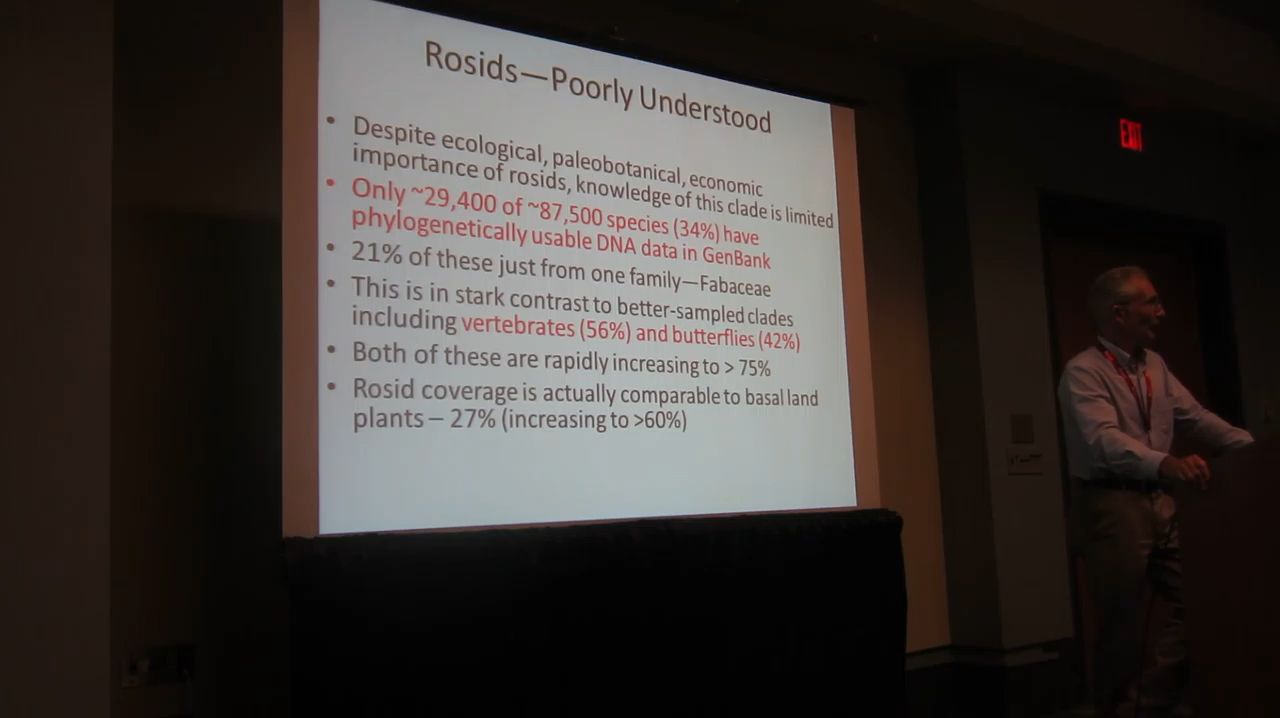 Rosids—Poorly Understood
• Despite ecological, paleobotanical, economic
importance of rosids, knowledge of this clade is limited
• Only ~29,400 of ~87,500 species (34%) have
phylogenetically usable DNA data in GenBank
• 21% of these just from one family—Fabaceae
• This is in stark contrast to better-sampled clades
including vertebrates (56%) and butterflies (42%)
• Both of these are rapidly increasing to > 75%
• Rosid coverage is actually comparable to basal land
plants – 27% (increasing to >60%)
EXIT